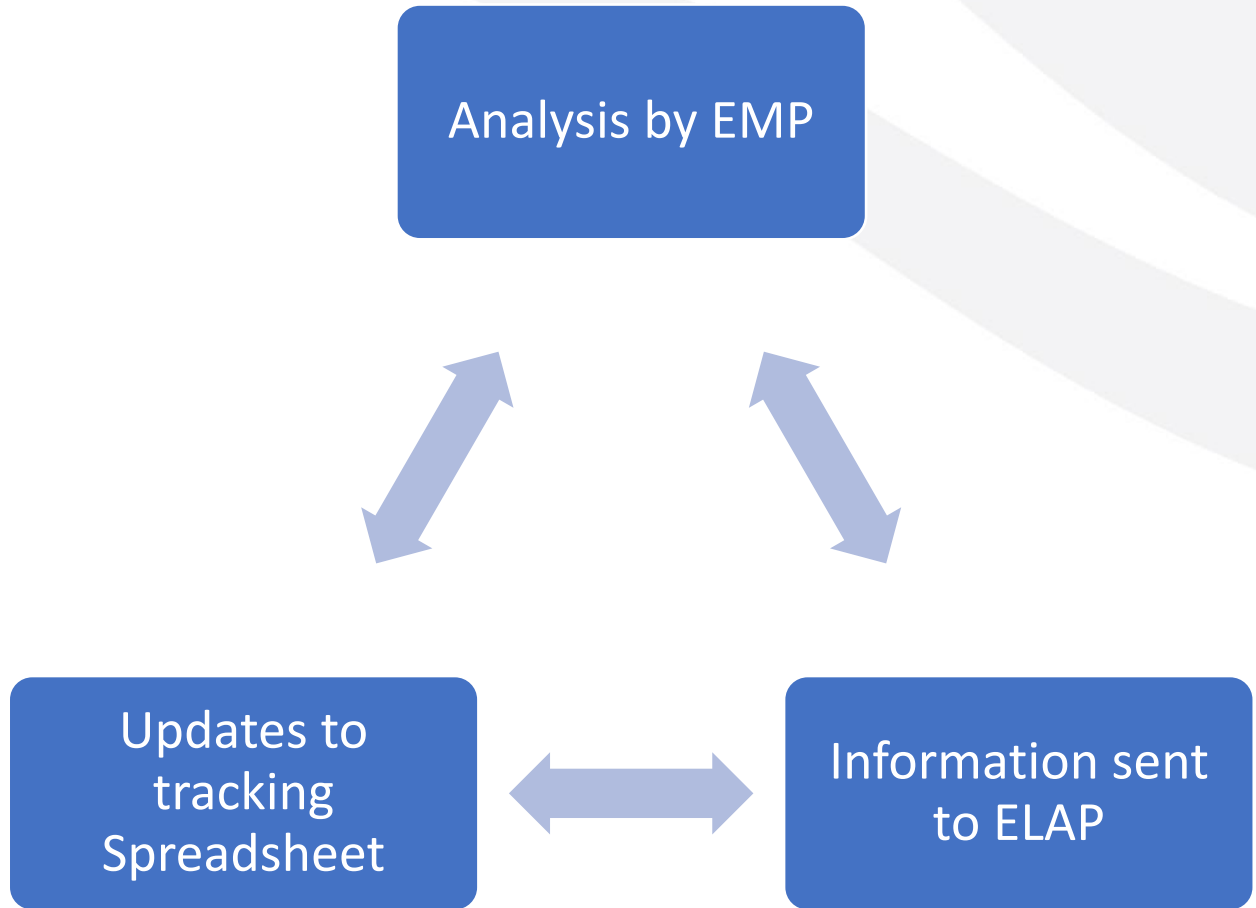 Analysis by EMP
Updates to
tracking
Spreadsheet
Information sent
to ELAP